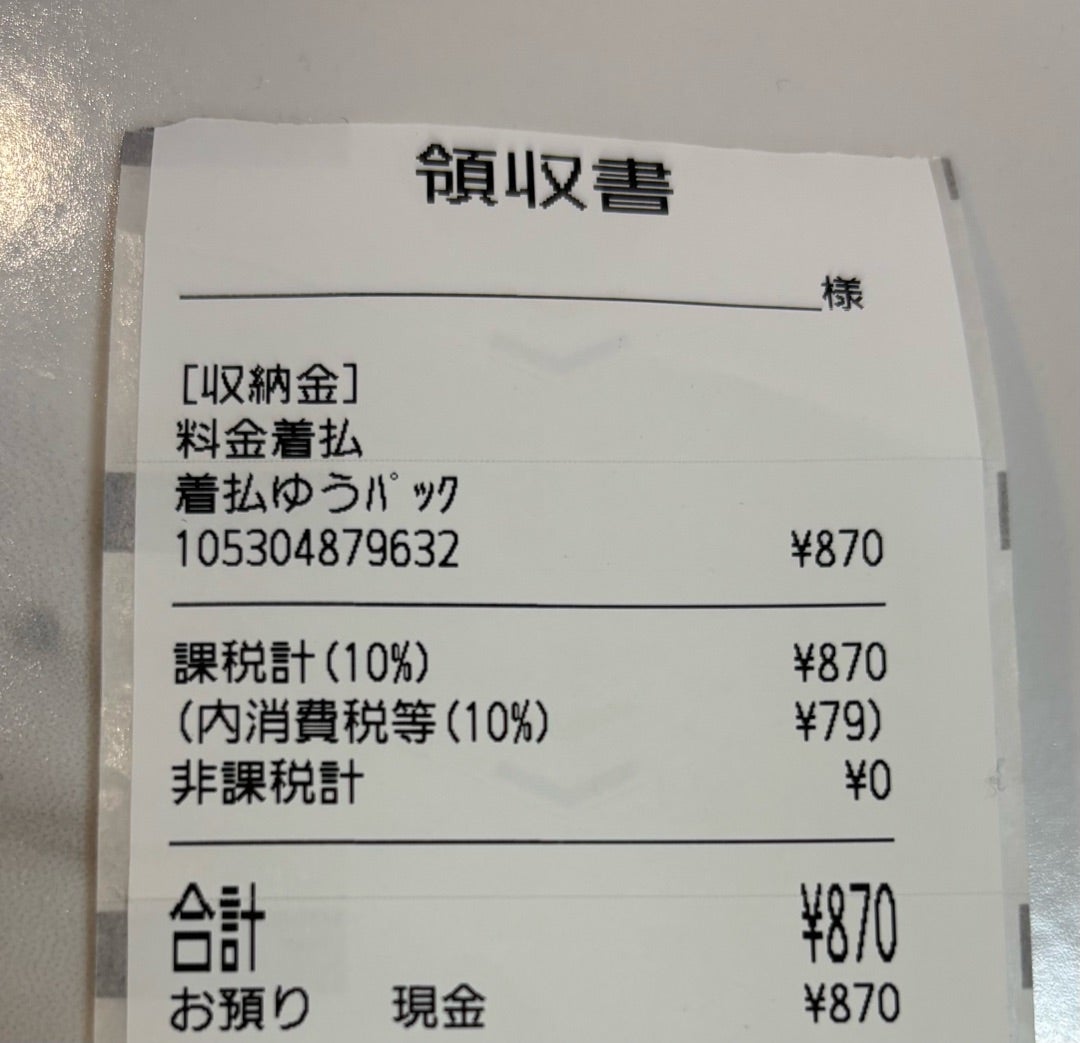 領収書
様
[収納金]
料金着払
着払ゆうﾊﾟｯｸ
105304879632 ¥870
課税計(10%) ¥870
(内消費税等(10%) ¥79)
非課税計 ¥0
合計 ¥870
お預り 現金 ¥870